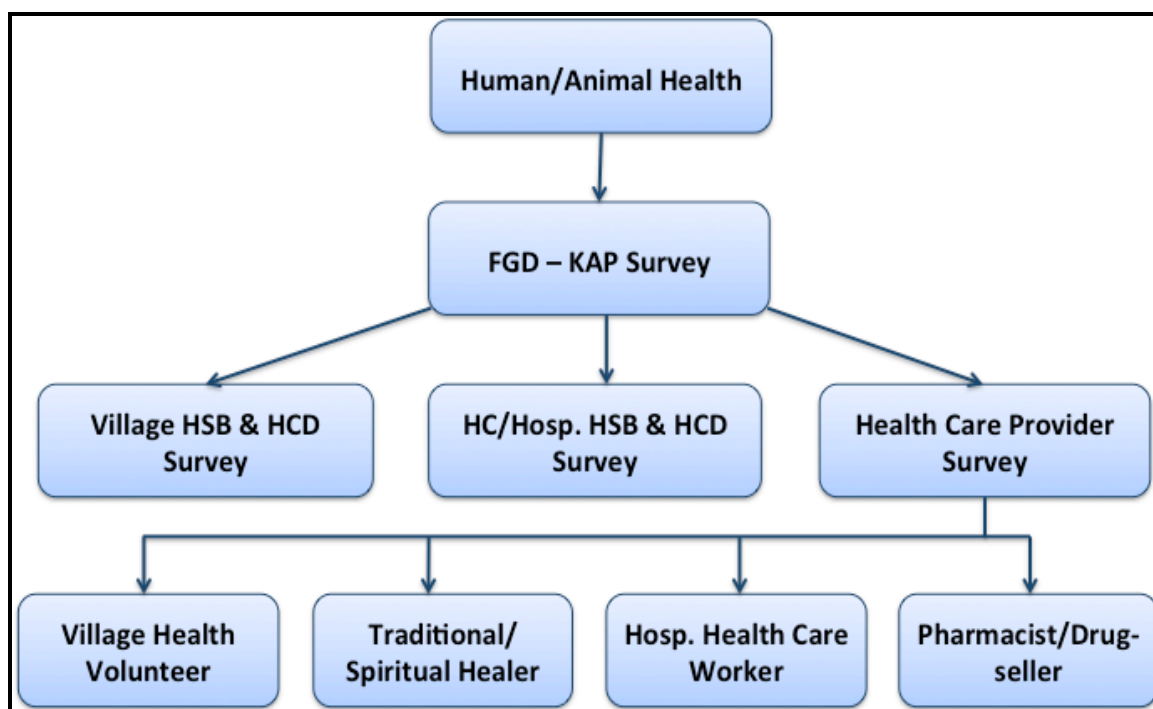 Human/Animal Health
FGD – KAP Survey
Village HSB & HCD
Survey
HC/Hosp. HSB & HCD
Survey
Health Care Provider
Survey
Village Health
Volunteer
Traditional/
Spiritual Healer
Hosp. Health Care
Worker
Pharmacist/Drug-
seller